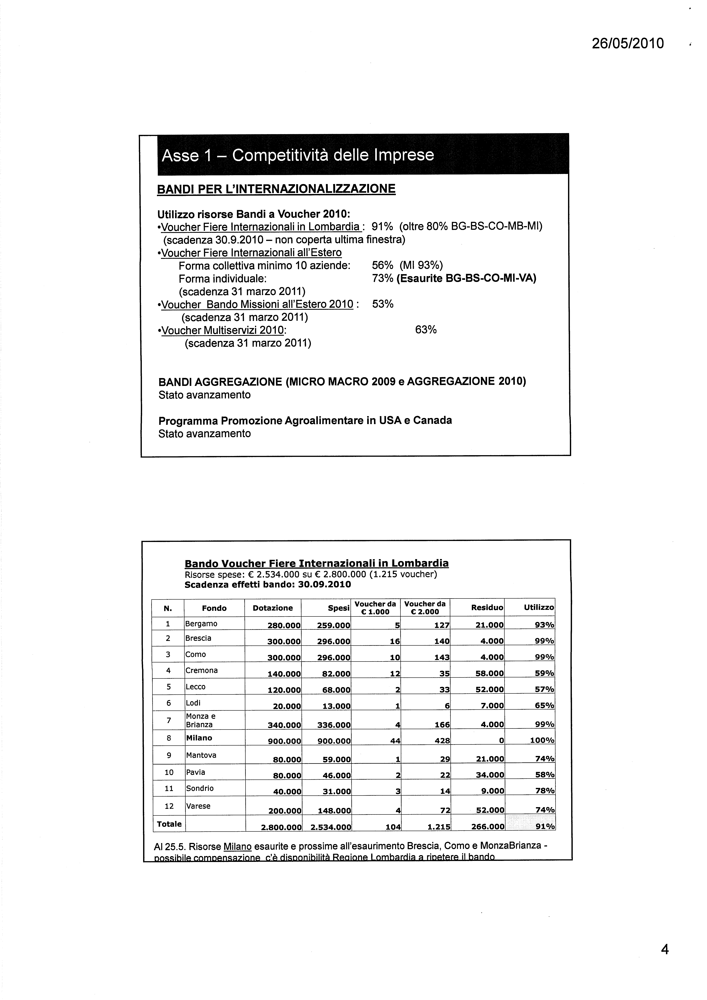 26/05/2010
Asse 1 – Competitività delle Imprese
BANDI PER L'INTERNAZIONALIZZAZIONE
Utilizzo risorse Bandi a Voucher 2010:
•Voucher Fiere Internazionali in Lombardia : 91% (oltre 80% BG-BS-CO-MB-MI)
(scadenza 30.9.2010 – non coperta ultima finestra)
•Voucher Fiere Internazionali all'Estero
Forma collettiva minimo 10 aziende: 56% (MI 93%)
Forma individuale: 73% (Esaurite BG-BS-CO-MI-VA)
(scadenza 31 marzo 2011)
•Voucher Bando Missioni all'Estero 2010 : 53%
(scadenza 31 marzo 2011)
•Voucher Multiservizi 2010: 63%
(scadenza 31 marzo 2011)
BANDI AGGREGAZIONE (MICRO MACRO 2009 e AGGREGAZIONE 2010)
Stato avanzamento
Programma Promozione Agroalimentare in USA e Canada
Stato avanzamento
Bando Voucher Fiere Internazionali in Lombardia
Risorse spese: € 2.534.000 su € 2.800.000 (1.215 voucher)
Scadenza effetti bando: 30.09.2010
N. Fondo Dotazione Spesi Voucher da € 1.000 Voucher da € 2.000 Residuo Utilizzo
1 Bergamo 280.000 259.000 5 127 21.000 93%
2 Brescia 300.000 296.000 16 140 4.000 99%
3 Como 300.000 296.000 10 143 4.000 99%
4 Cremona 140.000 82.000 12 35 58.000 59%
5 Lecco 120.000 68.000 2 33 52.000 57%
6 Lodi 20.000 13.000 1 6 7.000 65%
7 Monza e Brianza 340.000 336.000 4 166 4.000 99%
8 Milano 900.000 900.000 44 428 0 100%
9 Mantova 80.000 59.000 1 29 21.000 74%
10 Pavia 80.000 46.000 2 22 34.000 58%
11 Sondrio 40.000 31.000 3 14 9.000 78%
12 Varese 200.000 148.000 4 72 52.000 74%
Totale 2.800.000 2.534.000 104 1.215 266.000 91%
Al 25.5. Risorse Milano esaurite e prossime all'esaurimento Brescia, Como e MonzaBrianza -
possibile compensazione c'è disponibilità Regione Lombardia a ripetere il bando
4